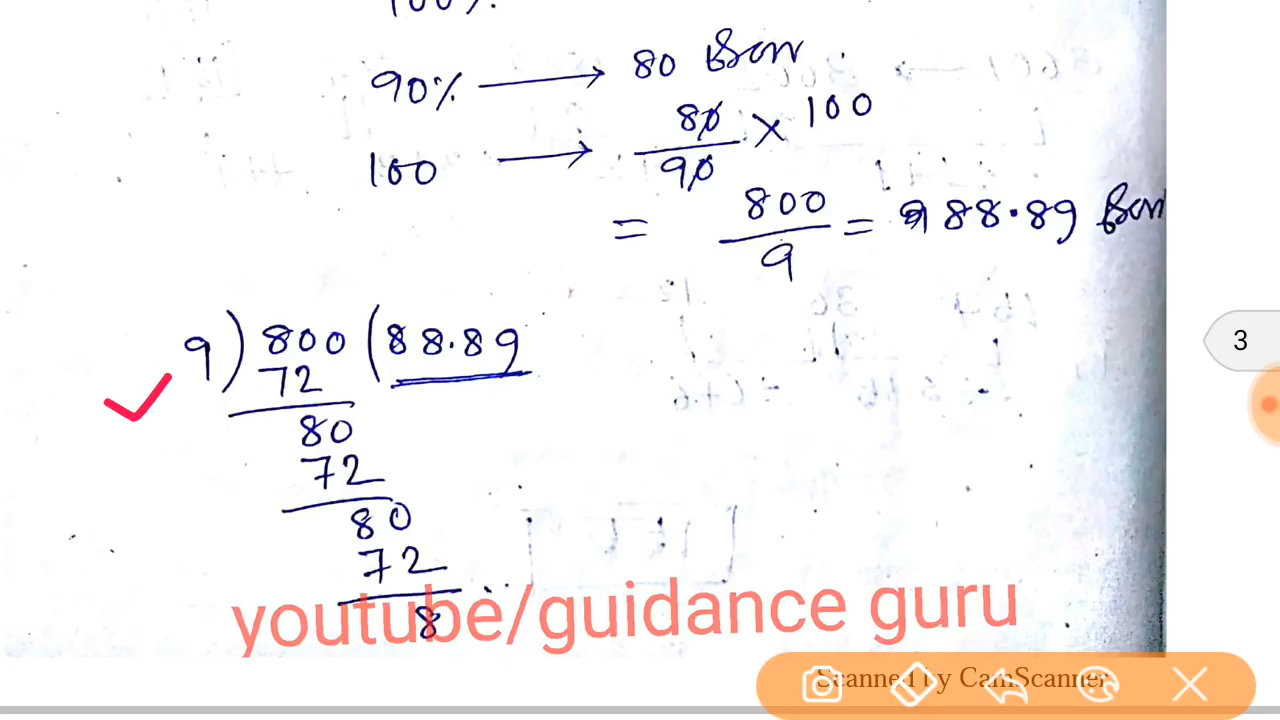 100%.
90% → 80 கிமீ
100 → 80/90 × 100
= 800/9 = 88.89 கிமீ
3
9 ) 800 ( 88.89
72
80
72
80
72
8
youtube/guidance guru
Scanned by CamScanner